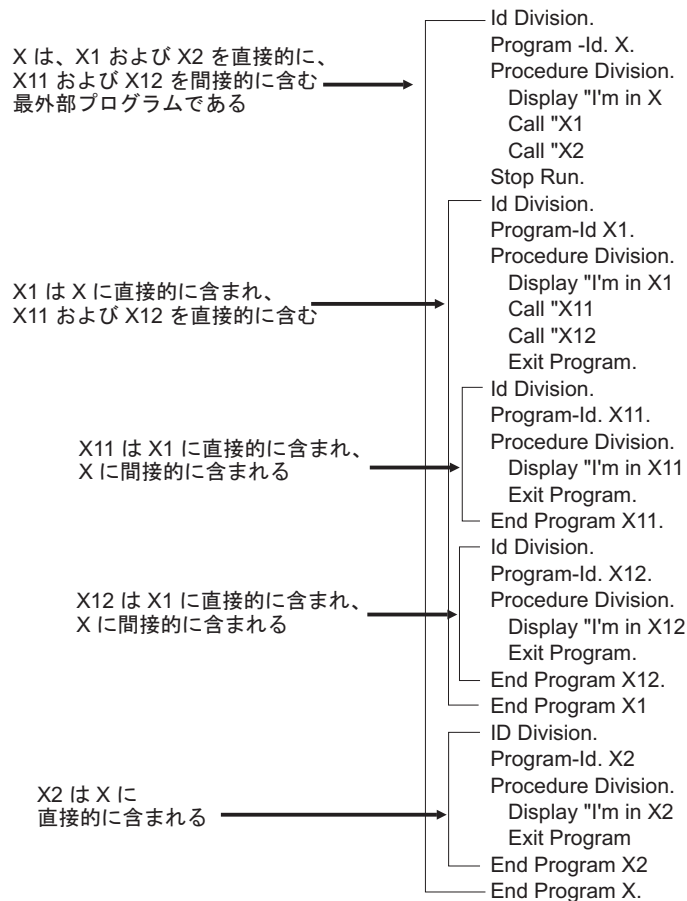 X は、X1 および X2 を直接的に、
X11 および X12 を間接的に含む
最外部プログラムである
Id Division.
Program -Id. X.
Procedure Division.
Display "I'm in X
Call "X1
Call "X2
Stop Run.
X1 は X に直接的に含まれ、
X11 および X12 を直接的に含む
Id Division.
Program-Id X1.
Procedure Division.
Display "I'm in X1
Call "X11
Call "X12
Exit Program.
X11 は X1 に直接的に含まれ、
X に間接的に含まれる
Id Division.
Program-Id. X11.
Procedure Division.
Display "I'm in X11
Exit Program.
End Program X11.
X12 は X1 に直接的に含まれ、
X に間接的に含まれる
Id Division.
Program-Id. X12.
Procedure Division.
Display "I'm in X12
Exit Program.
End Program X12.
End Program X1
X2 は X に
直接的に含まれる
ID Division.
Program-Id. X2
Procedure Division.
Display "I'm in X2
Exit Program
End Program X2
End Program X.